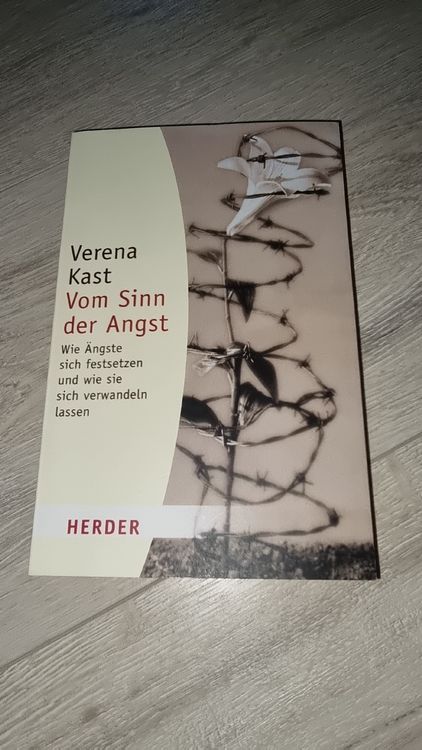 Verena
Kast
Vom Sinn
der Angst
Wie Ängste
sich festsetzen
und wie sie
sich verwandeln
lassen
HERDER